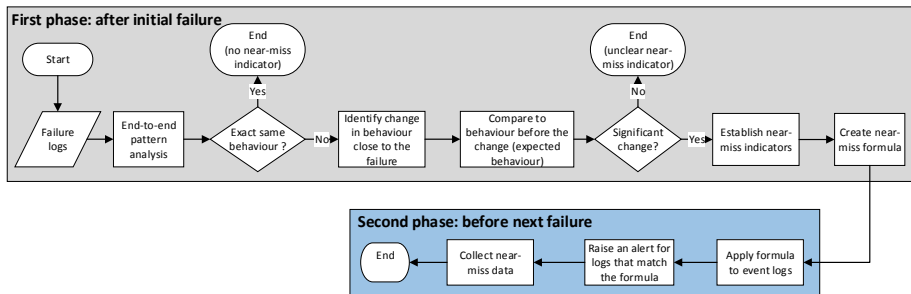 First phase: after initial failure
Start
End
(no near-miss
indicator)
End
(unclear near-
miss indicator)
Yes
No
Failure
logs
End-to-end
pattern
analysis
Exact same
behaviour ?
No
Identify change
in behaviour
close to the
failure
Compare to
behaviour before the
change (expected
behaviour)
Significant
change?
Yes
Establish near-
miss indicators
Create near-
miss formula
Second phase: before next failure
End
Collect near-
miss data
Raise an alert for
logs that match
the formula
Apply formula
to event logs